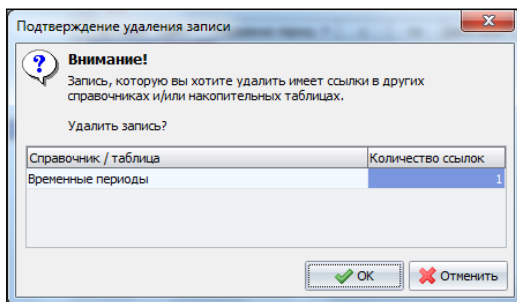 Подтверждение удаления записи
Внимание!
Запись, которую вы хотите удалить имеет ссылки в других
справочниках и/или накопительных таблицах.
Удалить запись?
Справочник / таблица Количество ссылок
Временные периоды 1
OK Отменить